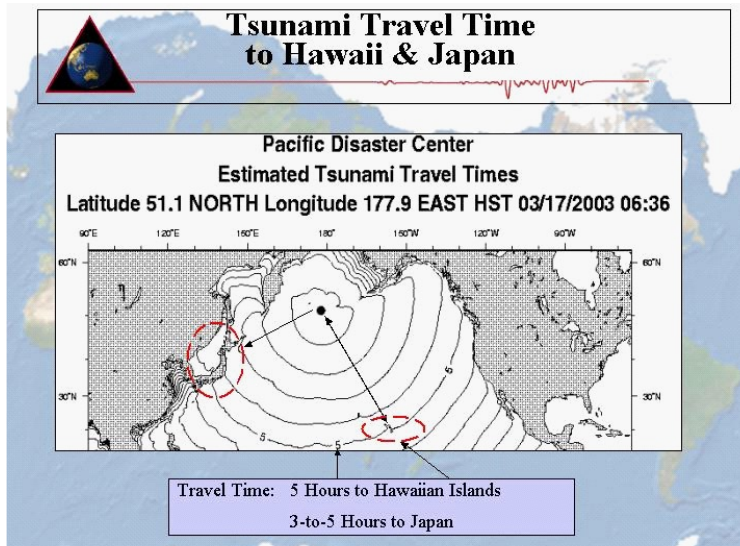 Tsunami Travel Time
to Hawaii & Japan
Pacific Disaster Center
Estimated Tsunami Travel Times
Latitude 51.1 NORTH Longitude 177.9 EAST HST 03/17/2003 06:36
90°E 120°E 150°E 180° 150°W 120°W 90°W
60°N 60°N
30°N 30°N
5
5 5
Travel Time: 5 Hours to Hawaiian Islands
3-to-5 Hours to Japan